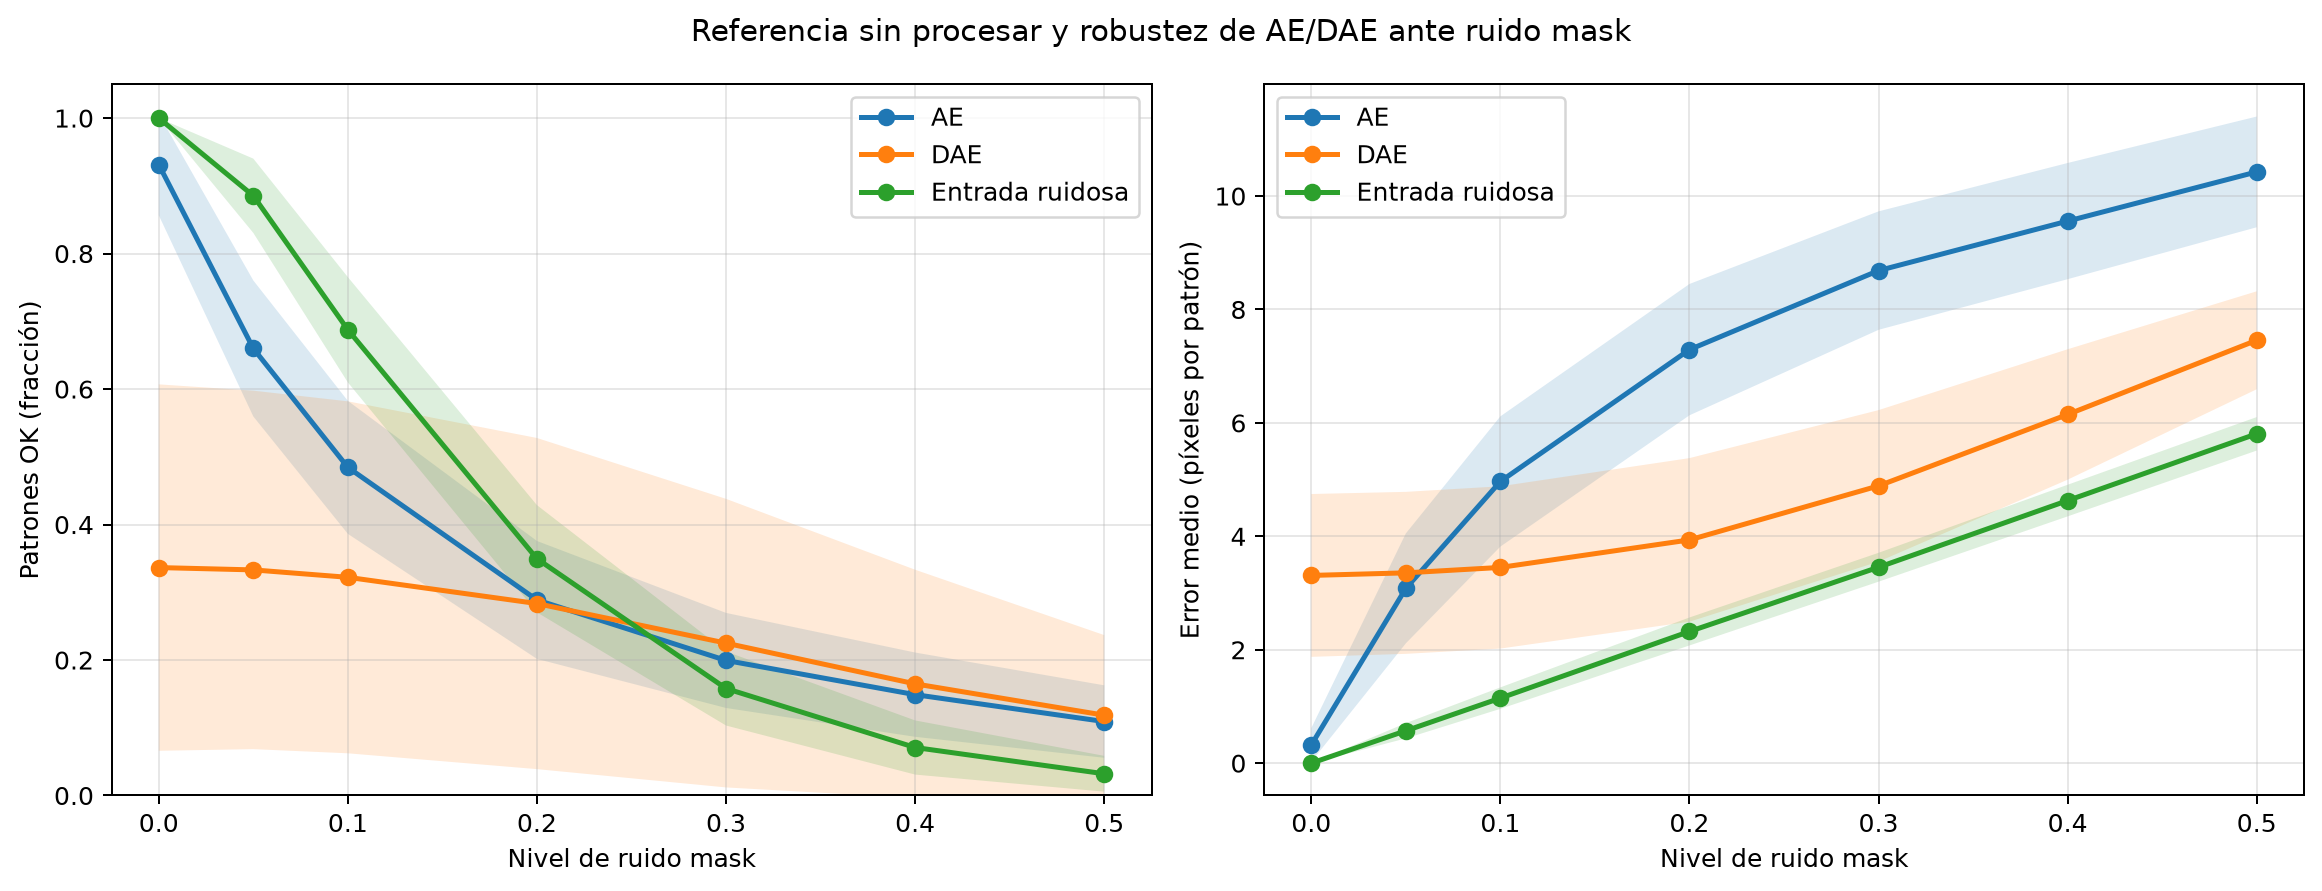 Referencia sin procesar y robustez de AE/DAE ante ruido mask
Patrones OK (fracción)
1.0
0.8
0.6
0.4
0.2
0.0
AE
DAE
Entrada ruidosa
0.0 0.1 0.2 0.3 0.4 0.5
Nivel de ruido mask
Error medio (píxeles por patrón)
10
8
6
4
2
0
AE
DAE
Entrada ruidosa
0.0 0.1 0.2 0.3 0.4 0.5
Nivel de ruido mask